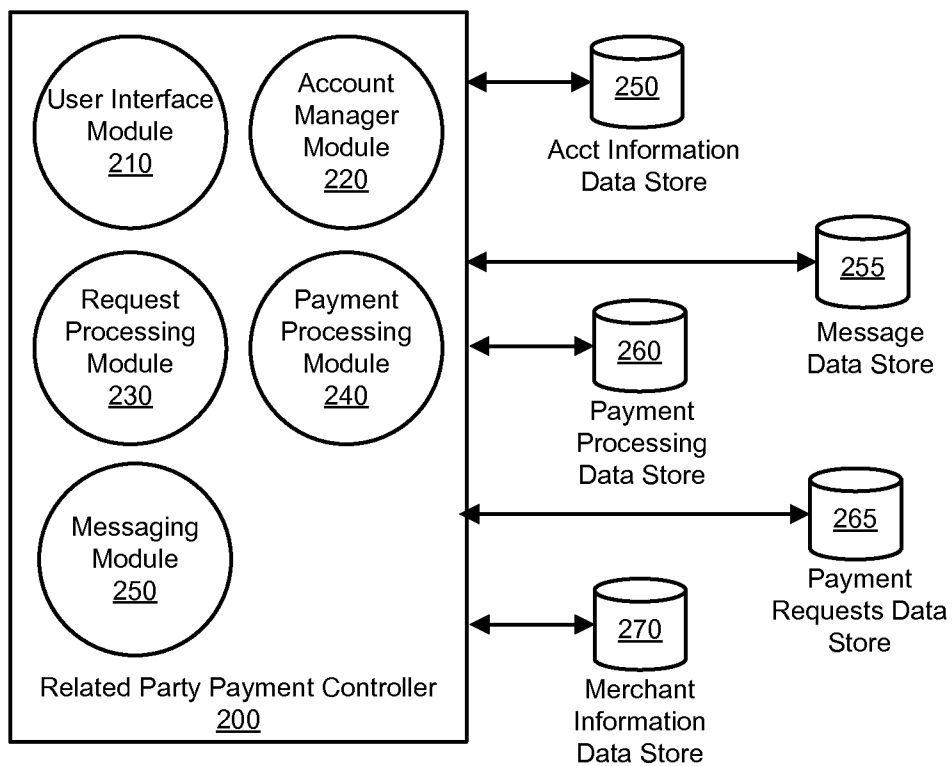 User Interface
Module
210
Account
Manager
Module
220
Request
Processing
Module
230
Payment
Processing
Module
240
Messaging
Module
250
Related Party Payment Controller
200
250
Acct Information
Data Store
255
Message
Data Store
260
Payment
Processing
Data Store
265
Payment
Requests Data
Store
270
Merchant
Information
Data Store